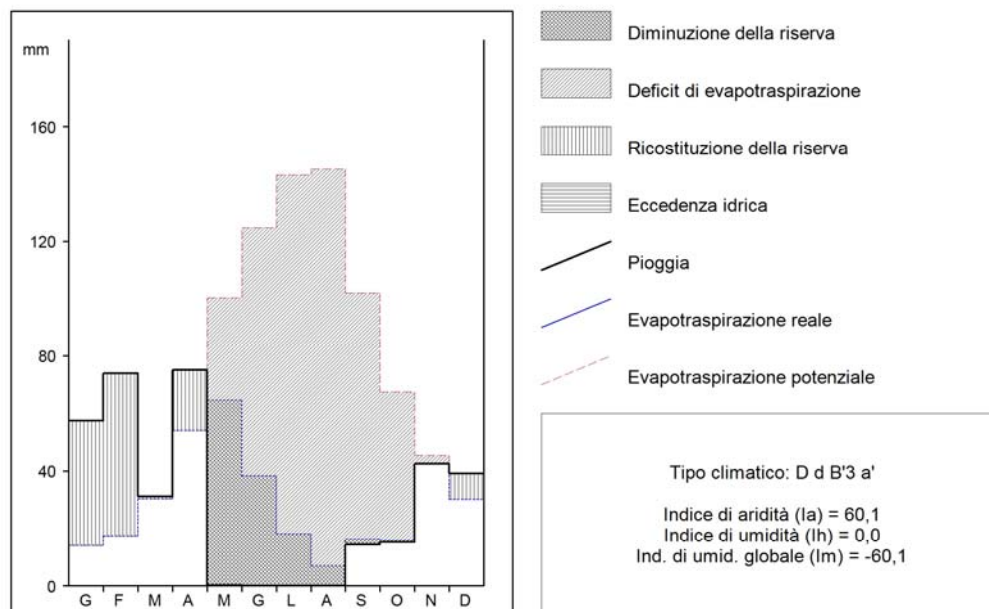 mm
160
120
80
40
0
G F M A M G L A S O N D
Diminuzione della riserva
Deficit di evapotraspirazione
Ricostituzione della riserva
Eccedenza idrica
Pioggia
Evapotraspirazione reale
Evapotraspirazione potenziale
Tipo climatico: D d B'3 a'
Indice di aridità (Ia) = 60,1
Indice di umidità (Ih) = 0,0
Ind. di umid. globale (Im) = -60,1